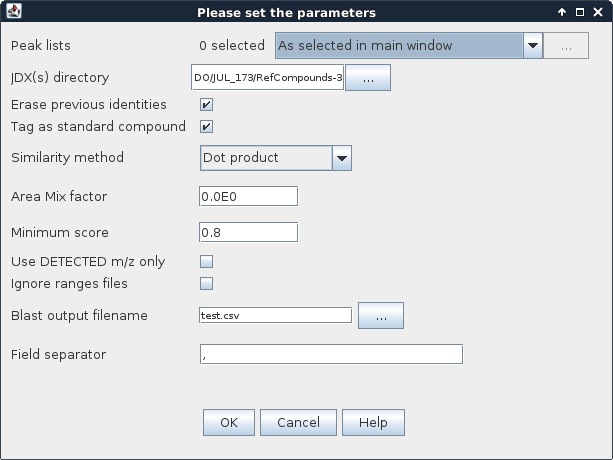 Please set the parameters
Peak lists 0 selected As selected in main window ...
JDX(s) directory DO/JUL_173/RefCompounds-3 ...
Erase previous identities
Tag as standard compound
Similarity method Dot product
Area Mix factor 0.0E0
Minimum score 0.8
Use DETECTED m/z only
Ignore ranges files
Blast output filename test.csv ...
Field separator ,
OK Cancel Help